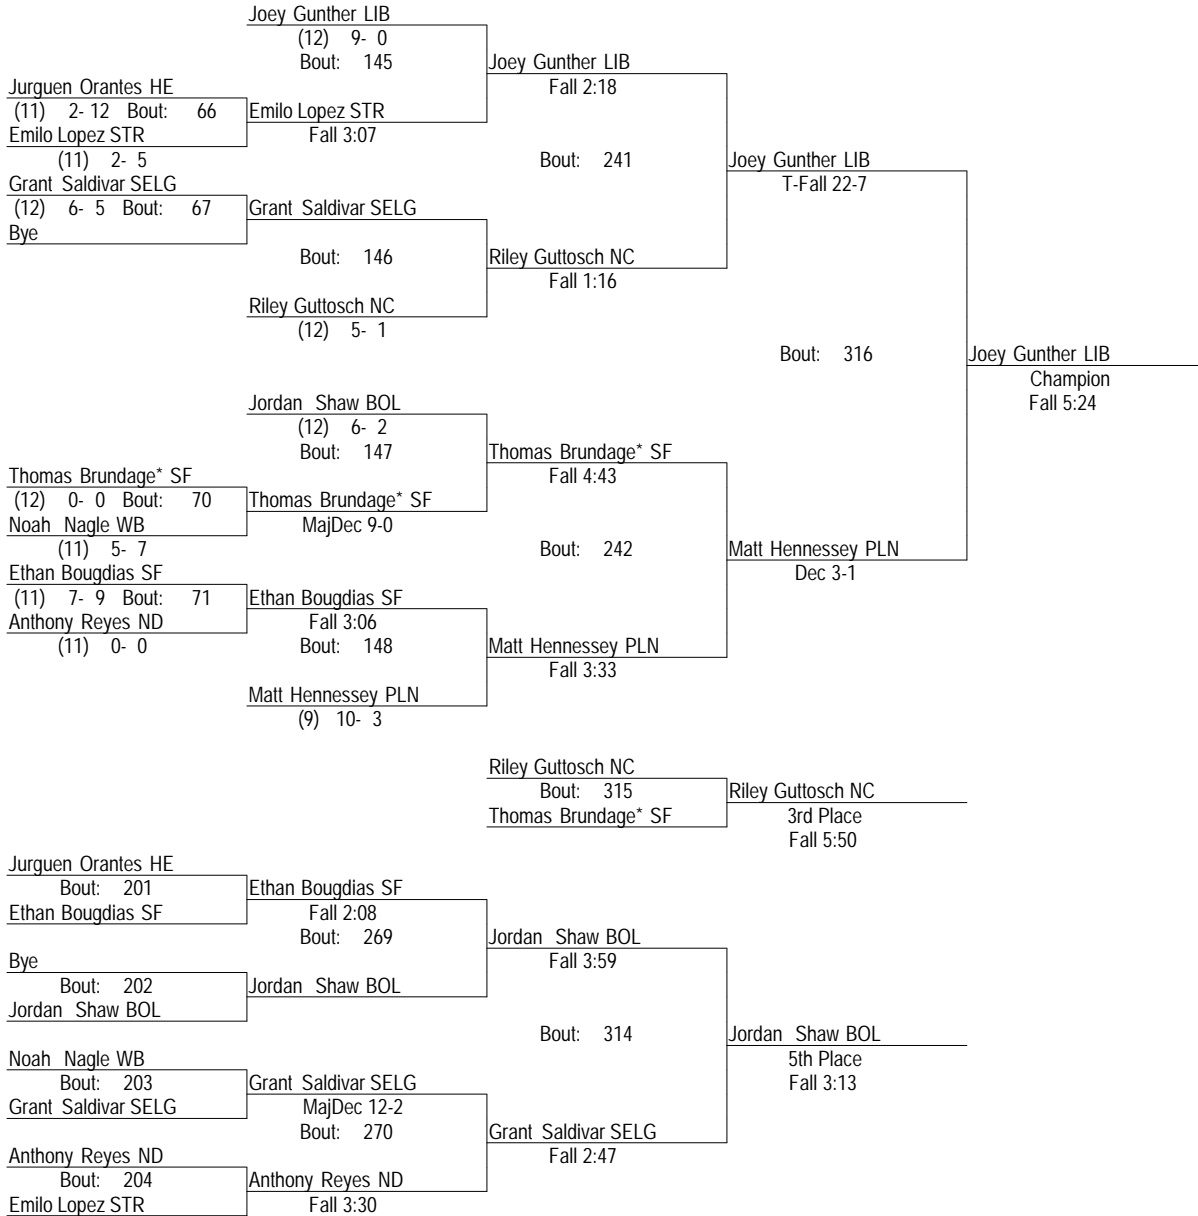 Joey Gunther LIB
(12) 9- 0
Bout: 145
Joey Gunther LIB
Fall 2:18
Jurguen Orantes HE
(11) 2- 12 Bout: 66
Emilo Lopez STR
Emilo Lopez STR
Fall 3:07
(11) 2- 5
Bout: 241
Joey Gunther LIB
T-Fall 22-7
Grant Saldivar SELG
(12) 6- 5 Bout: 67
Grant Saldivar SELG
Bye
Bout: 146
Riley Guttosch NC
Fall 1:16
Riley Guttosch NC
(12) 5- 1
Bout: 316
Joey Gunther LIB
Champion
Fall 5:24
Jordan Shaw BOL
(12) 6- 2
Bout: 147
Thomas Brundage* SF
Fall 4:43
Thomas Brundage* SF
(12) 0- 0 Bout: 70
Thomas Brundage* SF
Noah Nagle WB
MajDec 9-0
(11) 5- 7
Bout: 242
Matt Hennessey PLN
Dec 3-1
Ethan Bougdias SF
(11) 7- 9 Bout: 71
Ethan Bougdias SF
Anthony Reyes ND
Fall 3:06
(11) 0- 0
Bout: 148
Matt Hennessey PLN
Fall 3:33
Matt Hennessey PLN
(9) 10- 3
Riley Guttosch NC
Bout: 315
Riley Guttosch NC
Thomas Brundage* SF
3rd Place
Fall 5:50
Jurguen Orantes HE
Bout: 201
Ethan Bougdias SF
Ethan Bougdias SF
Fall 2:08
Bout: 269
Jordan Shaw BOL
Fall 3:59
Bye
Bout: 202
Jordan Shaw BOL
Jordan Shaw BOL
Bout: 314
Jordan Shaw BOL
5th Place
Fall 3:13
Noah Nagle WB
Bout: 203
Grant Saldivar SELG
Grant Saldivar SELG
MajDec 12-2
Bout: 270
Grant Saldivar SELG
Fall 2:47
Anthony Reyes ND
Bout: 204
Anthony Reyes ND
Emilo Lopez STR
Fall 3:30